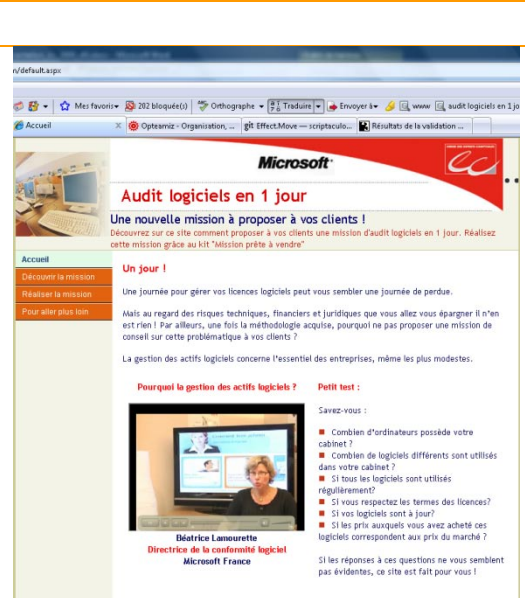 n/default.aspx
Mes favoris 202 bloquée(s) Orthographe Traduire Envoyer à www audit logiciels en 1 jo
Accueil Opteamiz - Organisation, ... Effect.Move — scriptaculo... Résultats de la validation ...
Microsoft
Audit logiciels en 1 jour
Une nouvelle mission à proposer à vos clients !
Découvrez sur ce site comment proposer à vos clients une mission d'audit logiciels en 1 jour. Réalisez
cette mission grâce au kit "Mission prête à vendre"
Accueil
Découvrir la mission
Réaliser la mission
Pour aller plus loin
Un jour !
Une journée pour gérer vos licences logiciels peut vous sembler une journée de perdue.
Mais au regard des risques techniques, financiers et juridiques que vous allez vous épargner il n'en
est rien ! Par ailleurs, une fois la méthodologie acquise, pourquoi ne pas proposer une mission de
conseil sur cette problématique à vos clients ?
La gestion des actifs logiciels concerne l'essentiel des entreprises, même les plus modestes.
Pourquoi la gestion des actifs logiciels ?
Béatrice Lamourette
Directrice de la conformité logiciel
Microsoft France
Petit test :
Savez-vous :
Combien d'ordinateurs possède votre
cabinet ?
Combien de logiciels différents sont utilisés
dans votre cabinet ?
Si tous les logiciels sont utilisés
régulièrement?
Si vous respectez les termes des licences?
Si vos logiciels sont à jour?
Si les prix auxquels vous avez acheté ces
logiciels correspondent aux prix du marché ?
Si les réponses à ces questions ne vous semblent
pas évidentes, ce site est fait pour vous !